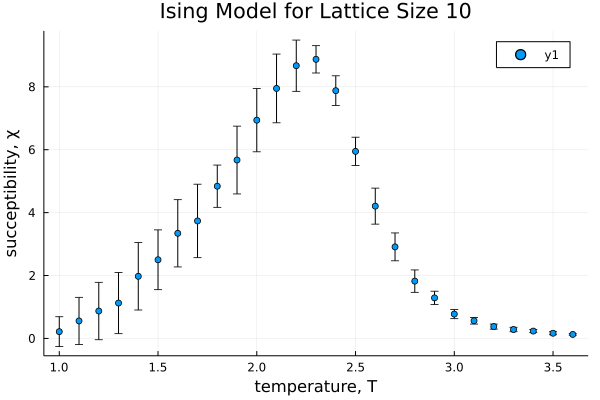 Ising Model for Lattice Size 10
y1
succeptibility, χ
8
6
4
2
0
1.0 1.5 2.0 2.5 3.0 3.5
temperature, T